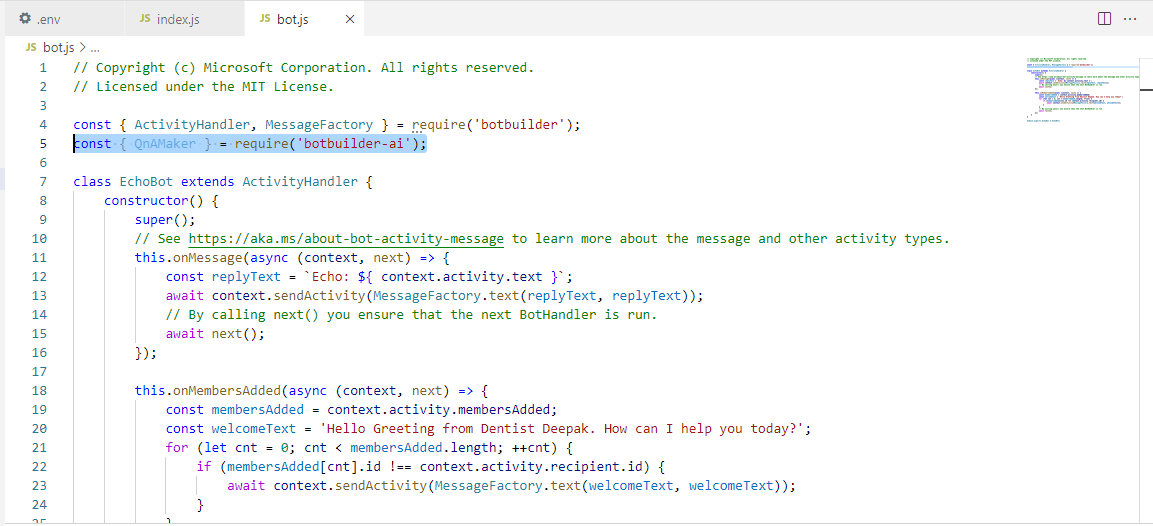 .env
JS index.js
JS bot.js ×
JS bot.js > ...
1 // Copyright (c) Microsoft Corporation. All rights reserved.
2 // Licensed under the MIT License.
3
4 const { ActivityHandler, MessageFactory } = require('botbuilder');
5 const { QnAMaker } = require('botbuilder-ai');
6
7 class EchoBot extends ActivityHandler {
8     constructor() {
9         super();
10         // See https://aka.ms/about-bot-activity-message to learn more about the message and other activity types.
11         this.onMessage(async (context, next) => {
12             const replyText = `Echo: ${ context.activity.text }`;
13             await context.sendActivity(MessageFactory.text(replyText, replyText));
14             // By calling next() you ensure that the next BotHandler is run.
15             await next();
16         });
17
18         this.onMembersAdded(async (context, next) => {
19             const membersAdded = context.activity.membersAdded;
20             const welcomeText = 'Hello Greeting from Dentist Deepak. How can I help you today?';
21             for (let cnt = 0; cnt < membersAdded.length; ++cnt) {
22                 if (membersAdded[cnt].id !== context.activity.recipient.id) {
23                     await context.sendActivity(MessageFactory.text(welcomeText, welcomeText));
24                 }
25             }